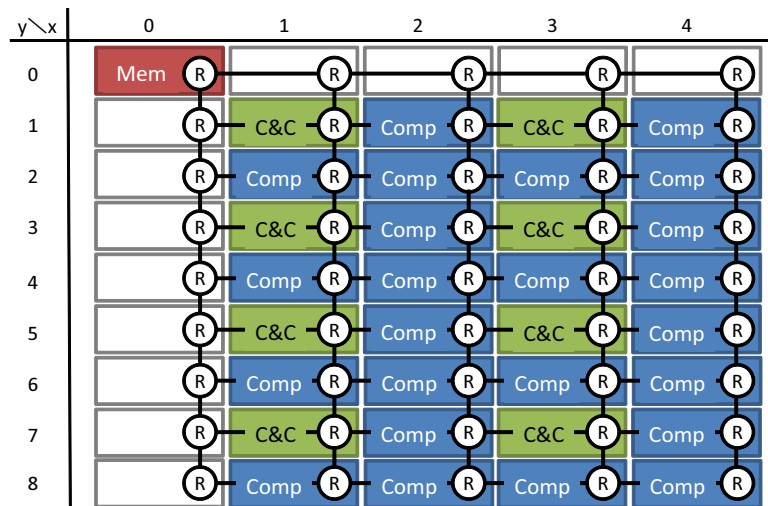 y x 0 1 2 3 4
0 Mem R R R R R
1 R C&C R Comp R C&C R Comp R
2 R Comp R Comp R Comp R Comp R
3 R C&C R Comp R C&C R Comp R
4 R Comp R Comp R Comp R Comp R
5 R C&C R Comp R C&C R Comp R
6 R Comp R Comp R Comp R Comp R
7 R C&C R Comp R C&C R Comp R
8 R Comp R Comp R Comp R Comp R